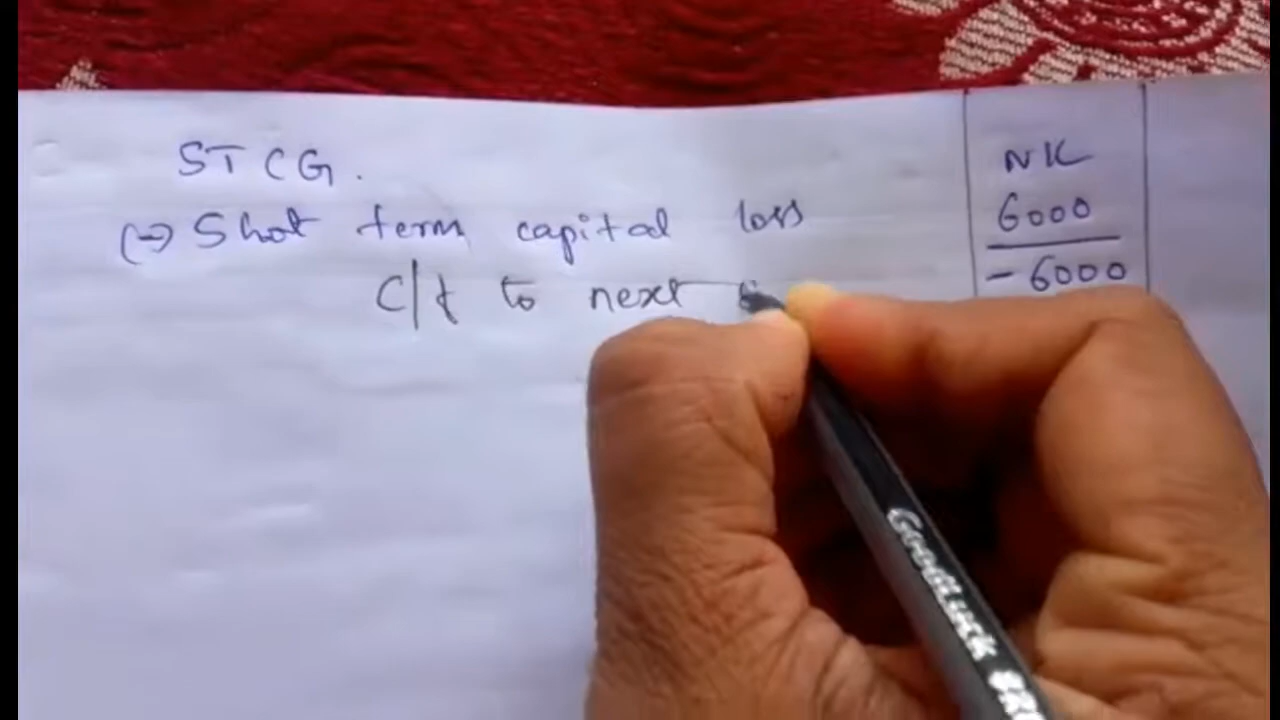 STCG. NK
(-) Shot term capital loss 6000
-6000
C/f to next
Goodluck